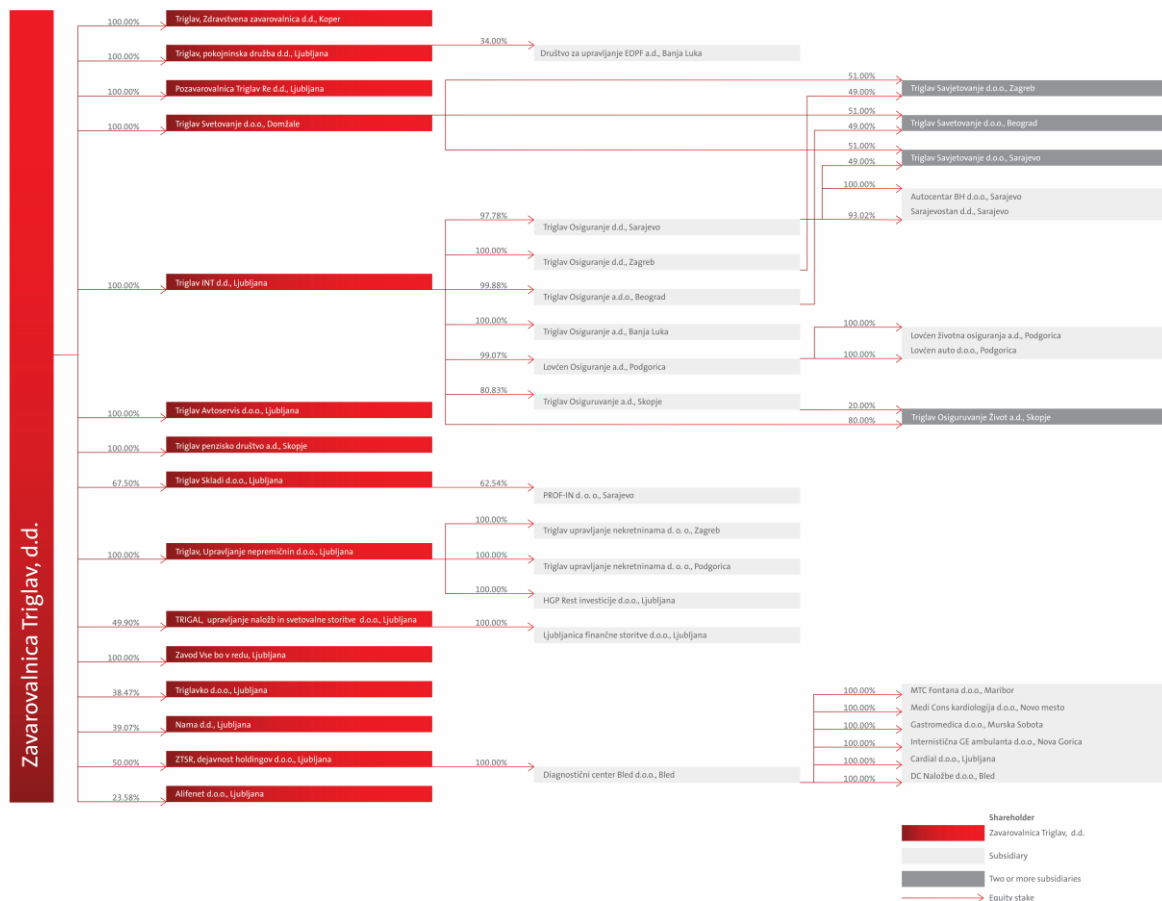 Zavarovalnica Triglav, d.d.
100.00%
Triglav, Zdravstvena zavarovalnica d.d., Koper
100.00%
Triglav, pokojninska družba d.d., Ljubljana
34.00%
Društvo za upravljanje EDPF a.d., Banja Luka
100.00%
Pozavarovalnica Triglav Re d.d., Ljubljana
51.00%
49.00%
Triglav Savjetovanje d.o.o., Zagreb
100.00%
Triglav Svetovanje d.o.o., Domžale
51.00%
49.00%
Triglav Savetovanje d.o.o., Beograd
51.00%
49.00%
Triglav Savjetovanje d.o.o., Sarajevo
100.00%
Autocentar BH d.o.o., Sarajevo
93.02%
Sarajevostan d.d., Sarajevo
97.78%
Triglav Osiguranje d.d., Sarajevo
100.00%
Triglav Osiguranje d.d., Zagreb
100.00%
Triglav INT d.d., Ljubljana
99.88%
Triglav Osiguranje a.d.o., Beograd
100.00%
Triglav Osiguranje a.d., Banja Luka
100.00%
Lovćen životna osiguranja a.d., Podgorica
99.07%
Lovćen Osiguranje a.d., Podgorica
100.00%
Lovćen auto d.o.o., Podgorica
80.83%
Triglav Osiguruvanje a.d., Skopje
20.00%
80.00%
Triglav Osiguruvanje Život a.d., Skopje
100.00%
Triglav Avtoservis d.o.o., Ljubljana
100.00%
Triglav penzisko društvo a.d., Skopje
67.50%
Triglav Skladi d.o.o., Ljubljana
62.54%
PROF-IN d. o. o., Sarajevo
100.00%
Triglav upravljanje nekretninama d. o. o., Zagreb
100.00%
Triglav, Upravljanje nepremičnin d.o.o., Ljubljana
100.00%
Triglav upravljanje nekretninama d. o. o., Podgorica
100.00%
HGP Rest investicije d.o.o., Ljubljana
49.90%
TRIGAL, upravljanje naložb in svetovalne storitve d.o.o., Ljubljana
100.00%
Ljubljanica finančne storitve d.o.o., Ljubljana
100.00%
Zavod Vse bo v redu, Ljubljana
38.47%
Triglavko d.o.o., Ljubljana
39.07%
Nama d.d., Ljubljana
50.00%
ZTSR, dejavnost holdingov d.o.o., Ljubljana
100.00%
Diagnostični center Bled d.o.o., Bled
100.00%
MTC Fontana d.o.o., Maribor
100.00%
Medi Cons kardiologija d.o.o., Novo mesto
100.00%
Gastromedica d.o.o., Murska Sobota
100.00%
Internistična GE ambulanta d.o.o., Nova Gorica
100.00%
Cardial d.o.o., Ljubljana
100.00%
DC Naložbe d.o.o., Bled
23.58%
Alifenet d.o.o., Ljubljana
Shareholder
Zavarovalnica Triglav, d.d.
Subsidiary
Two or more subsidiaries
Equity stake